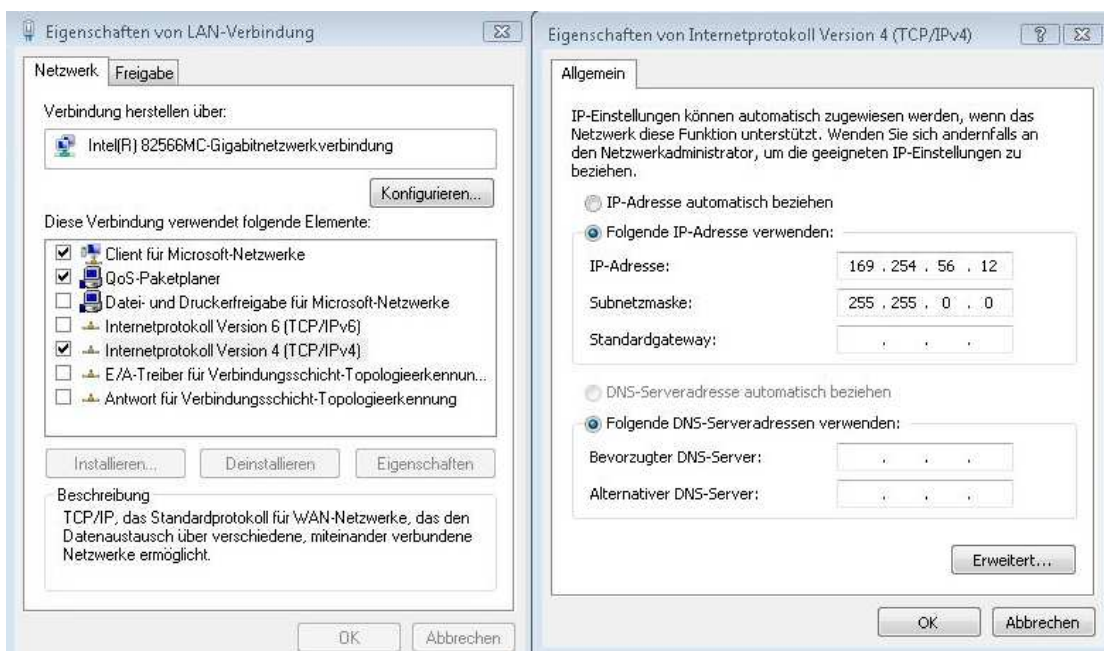 Eigenschaften von LAN-Verbindung
Netzwerk
Freigabe
Verbindung herstellen über:
Intel(R) 82566MC-Gigabitnetzwerkverbindung
Konfigurieren...
Diese Verbindung verwendet folgende Elemente:
Client für Microsoft-Netzwerke
QoS-Paketplaner
Datei- und Druckerfreigabe für Microsoft-Netzwerke
Internetprotokoll Version 6 (TCP/IPv6)
Internetprotokoll Version 4 (TCP/IPv4)
E/A-Treiber für Verbindungsschicht-Topologieerkennun...
Antwort für Verbindungsschicht-Topologieerkennung
Installieren...
Deinstallieren
Eigenschaften
Beschreibung
TCP/IP, das Standardprotokoll für WAN-Netzwerke, das den
Datenaustausch über verschiedene, miteinander verbundene
Netzwerke ermöglicht.
OK
Abbrechen
Eigenschaften von Internetprotokoll Version 4 (TCP/IPv4)
Allgemein
IP-Einstellungen können automatisch zugewiesen werden, wenn das
Netzwerk diese Funktion unterstützt. Wenden Sie sich andernfalls an
den Netzwerkadministrator, um die geeigneten IP-Einstellungen zu
beziehen.
IP-Adresse automatisch beziehen
Folgende IP-Adresse verwenden:
IP-Adresse: 169 . 254 . 56 . 12
Subnetzmaske: 255 . 255 . 0 . 0
Standardgateway: . . .
DNS-Serveradresse automatisch beziehen
Folgende DNS-Serveradressen verwenden:
Bevorzugter DNS-Server: . . .
Alternativer DNS-Server: . . .
Erweitert...
OK
Abbrechen